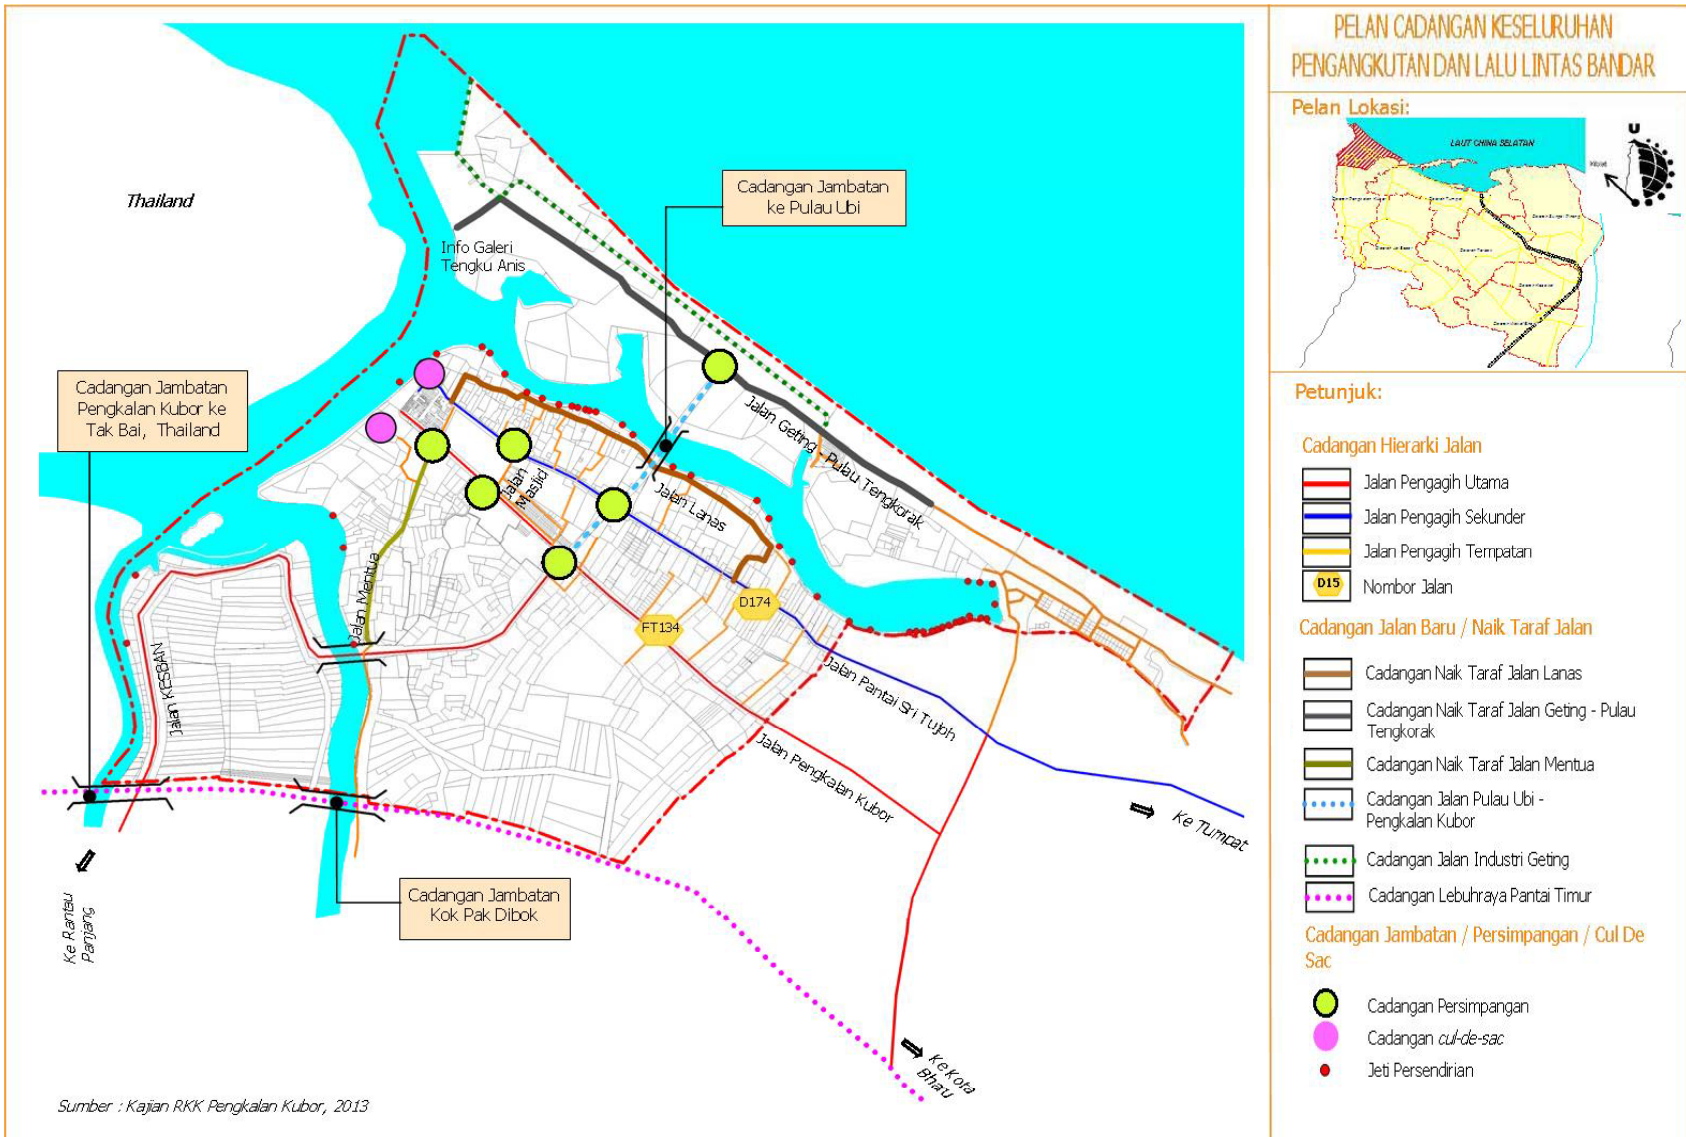 PELAN CADANGAN KESELURUHAN
PENGANGKUTAN DAN LALU LINTAS BANDAR
Pelan Lokasi:
LAUT CHINA SELATAN
U
Kiblat
Thailand
Cadangan Jambatan
ke Pulau Ubi
Info Galeri
Tengku Anis
Cadangan Jambatan
Pengkalan Kubor ke
Tak Bai, Thailand
Jalan Geting - Pulau Tengkorak
Jalan
Masjid
Jalan Lanas
Jalan Mentua
D174
FT134
Jalan KESBAN
Jalan Pantai Sri Tujoh
Jalan Pengkalan Kubor
Ke Tumpat
Cadangan Jambatan
Kok Pak Dibok
Ke Rantau
Panjang
Ke Kota
Bharu
Sumber : Kajian RKK Pengkalan Kubor, 2013
Petunjuk:
Cadangan Hierarki Jalan
Jalan Pengagih Utama
Jalan Pengagih Sekunder
Jalan Pengagih Tempatan
D15
Nombor Jalan
Cadangan Jalan Baru / Naik Taraf Jalan
Cadangan Naik Taraf Jalan Lanas
Cadangan Naik Taraf Jalan Geting - Pulau
Tengkorak
Cadangan Naik Taraf Jalan Mentua
Cadangan Jalan Pulau Ubi -
Pengkalan Kubor
Cadangan Jalan Industri Geting
Cadangan Lebuhraya Pantai Timur
Cadangan Jambatan / Persimpangan / Cul De
Sac
Cadangan Persimpangan
Cadangan cul-de-sac
Jeti Persendirian